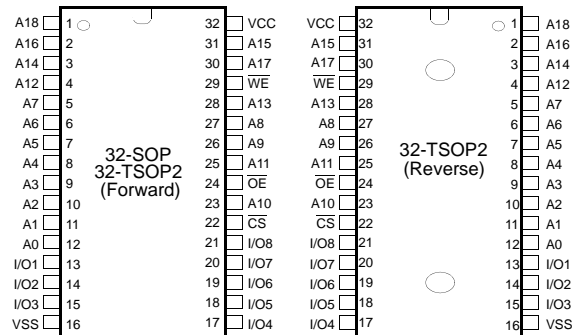 A18 1 32 VCC VCC 32 1 A18
A16 2 31 A15 A15 31 2 A16
A14 3 30 A17 A17 30 3 A14
A12 4 29 WE WE 29 4 A12
A7 5 28 A13 A13 28 5 A7
A6 6 27 A8 A8 27 6 A6
A5 7 26 A9 A9 26 7 A5
A4 8 25 A11 A11 25 8 A4
A3 9 24 OE OE 24 9 A3
A2 10 23 A10 A10 23 10 A2
A1 11 22 CS CS 22 11 A1
A0 12 21 I/O8 I/O8 21 12 A0
I/O1 13 20 I/O7 I/O7 20 13 I/O1
I/O2 14 19 I/O6 I/O6 19 14 I/O2
I/O3 15 18 I/O5 I/O5 18 15 I/O3
VSS 16 17 I/O4 I/O4 17 16 VSS
32-SOP
32-TSOP2
(Forward)
32-TSOP2
(Reverse)